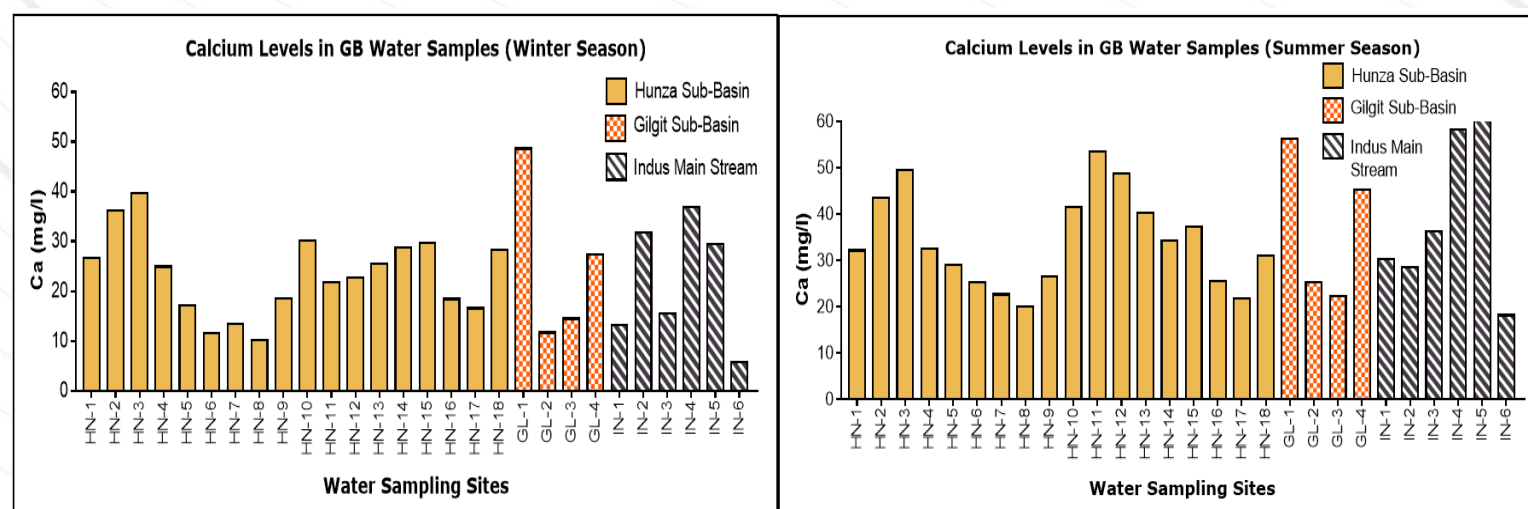 Calcium Levels in GB Water Samples (Winter Season)
Hunza Sub-Basin
Gilgit Sub-Basin
Indus Main Stream
60
50
40
30
20
10
0
Ca (mg/l)
HN-1 HN-2 HN-3 HN-4 HN-5 HN-6 HN-7 HN-8 HN-9 HN-10 HN-11 HN-12 HN-13 HN-14 HN-15 HN-16 HN-17 HN-18 GL-1 GL-2 GL-3 GL-4 IN-1 IN-2 IN-3 IN-4 IN-5 IN-6
Water Sampling Sites
Calcium Levels in GB Water Samples (Summer Season)
Hunza Sub-Basin
Gilgit Sub-Basin
Indus Main
Stream
60
50
40
30
20
10
0
Ca (mg/l)
HN-1 HN-2 HN-3 HN-4 HN-5 HN-6 HN-7 HN-8 HN-9 HN-10 HN-11 HN-12 HN-13 HN-14 HN-15 HN-16 HN-17 HN-18 GL-1 GL-2 GL-3 GL-4 IN-1 IN-2 IN-3 IN-4 IN-5 IN-6
Water Sampling Sites